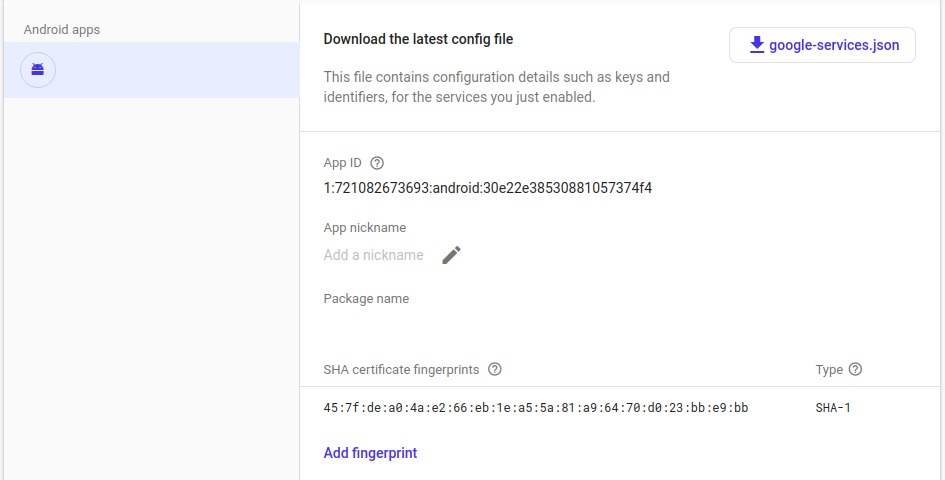 Android apps
Download the latest config file
google-services.json
This file contains configuration details such as keys and
identifiers, for the services you just enabled.
App ID
1:721082673693:android:30e22e38530881057374f4
App nickname
Add a nickname
Package name
SHA certificate fingerprints
Type
45:7f:de:a0:4a:e2:66:eb:1e:a5:5a:81:a9:64:70:d0:23:bb:e9:bb
SHA-1
Add fingerprint